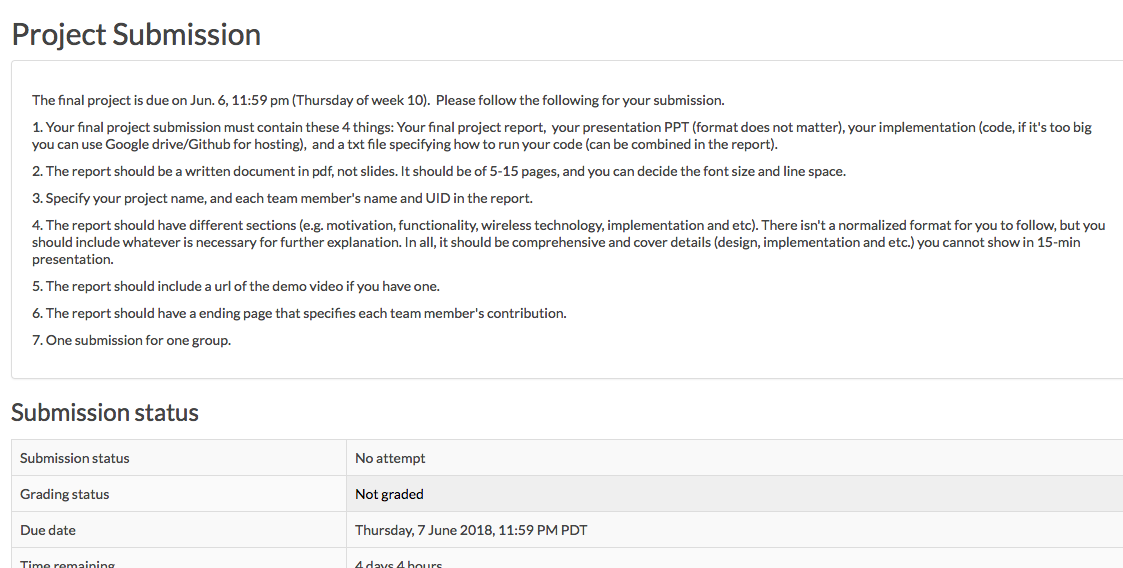 Project Submission
The final project is due on Jun. 6, 11:59 pm (Thursday of week 10).  Please follow the following for your submission.
1. Your final project submission must contain these 4 things: Your final project report,  your presentation PPT (format does not matter), your implementation (code, if it's too big
you can use Google drive/Github for hosting),  and a txt file specifying how to run your code (can be combined in the report).
2. The report should be a written document in pdf, not slides. It should be of 5-15 pages, and you can decide the font size and line space.
3. Specify your project name, and each team member's name and UID in the report.
4. The report should have different sections (e.g. motivation, functionality, wireless technology, implementation and etc). There isn't a normalized format for you to follow, but you
should include whatever is necessary for further explanation. In all, it should be comprehensive and cover details (design, implementation and etc.) you cannot show in 15-min
presentation.
5. The report should include a url of the demo video if you have one.
6. The report should have a ending page that specifies each team member's contribution.
7. One submission for one group.
Submission status
Submission status No attempt
Grading status Not graded
Due date Thursday, 7 June 2018, 11:59 PM PDT
Time remaining 4 days 4 hours